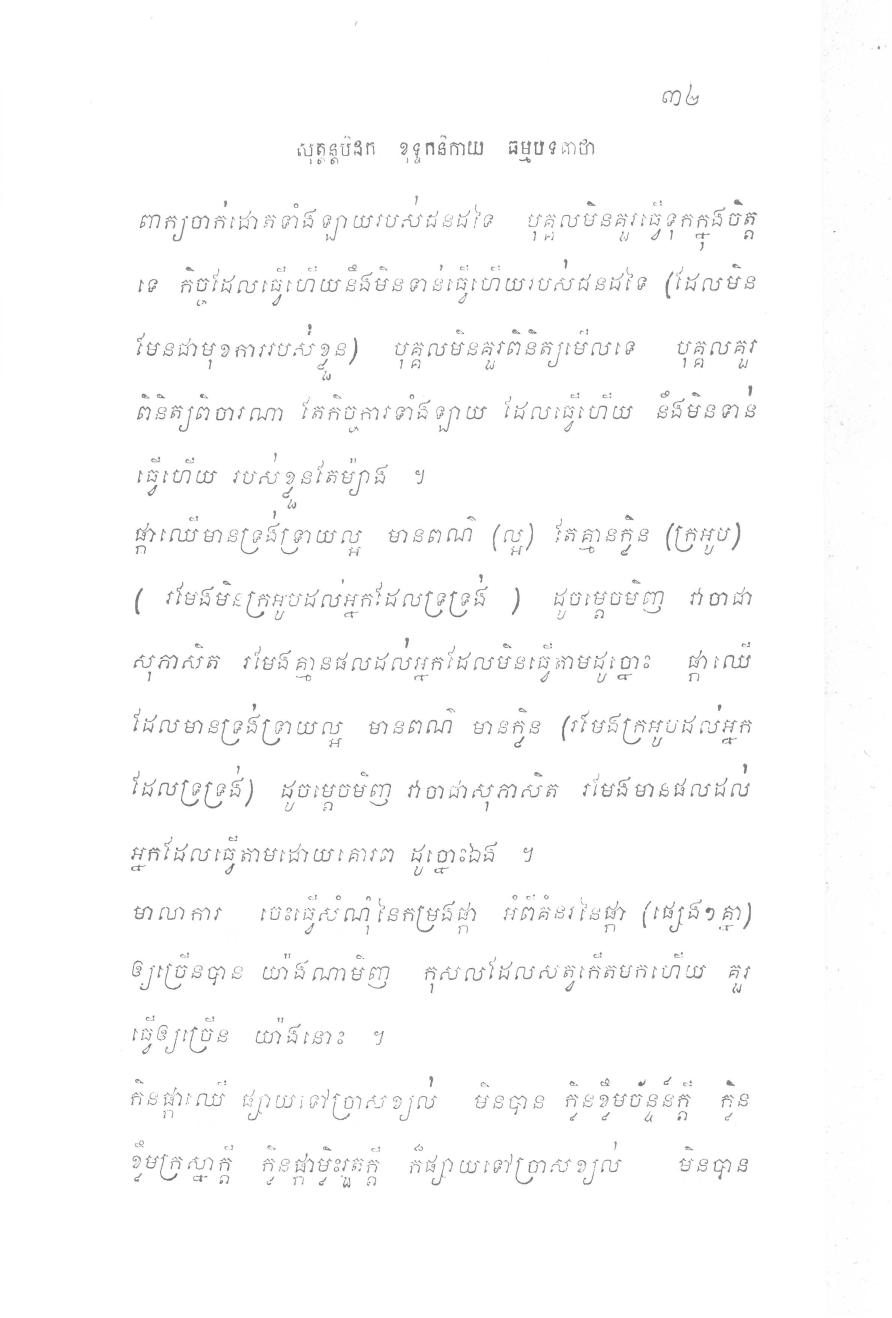 ៣២
សុត្តន្តបិដក ខុទ្ទកនិកាយ ធម្មបទគាថា
ពាក្យចាក់ដោតទាំងឡាយរបស់ជនដទៃ បុគ្គលមិនគួរធ្វើទុកក្នុងចិត្ត
ទេ កិច្ចដែលធ្វើហើយនឹងមិនទាន់ធ្វើហើយរបស់ជនដទៃ (ដែលមិន
មែនជាមុខការរបស់ខ្លួន) បុគ្គលមិនគួរពិនិត្យមើលទេ បុគ្គលគួរ
ពិនិត្យពិចារណា តែកិច្ចការទាំងឡាយ ដែលធ្វើហើយ នឹងមិនទាន់
ធ្វើហើយ របស់ខ្លួនតែម៉្យាង ។
ផ្កាឈើមានទ្រង់ទ្រាយល្អ មានពណ៌ (ល្អ) តែគ្មានក្លិន (ក្រអូប)
( រមែងមិនក្រអូបដល់អ្នកដែលទ្រទ្រង់ ) ដូចម្តេចមិញ វាចាជា
សុភាសិត រមែងគ្មានផលដល់អ្នកដែលមិនធ្វើតាមដូច្នោះ ផ្កាឈើ
ដែលមានទ្រង់ទ្រាយល្អ មានពណ៌ មានក្លិន (រមែងក្រអូបដល់អ្នក
ដែលទ្រទ្រង់) ដូចម្តេចមិញ វាចាជាសុភាសិត រមែងមានផលដល់
អ្នកដែលធ្វើតាមដោយគោរព ដូច្នោះឯង ។
មាលាការ ចេះធ្វើសំណុំនៃកម្រងផ្កា អំពីគំនរនៃផ្កា (ផ្សេងៗគ្នា)
ឲ្យច្រើនបាន យ៉ាងណាមិញ កុសលដែលសត្វកើតមកហើយ គួរ
ធ្វើឲ្យច្រើន យ៉ាងនោះ ។
ក្លិនផ្កាឈើ ផ្សាយទៅច្រាសខ្យល់ មិនបាន ក្លិនខ្លឹមច័ន្ទន៍ក្តី ក្លិន
ខ្លឹមក្រស្នាក្តី ក្លិនផ្កាម្លិះរួតក្តី ក៏ផ្សាយទៅច្រាសខ្យល់ មិនបាន